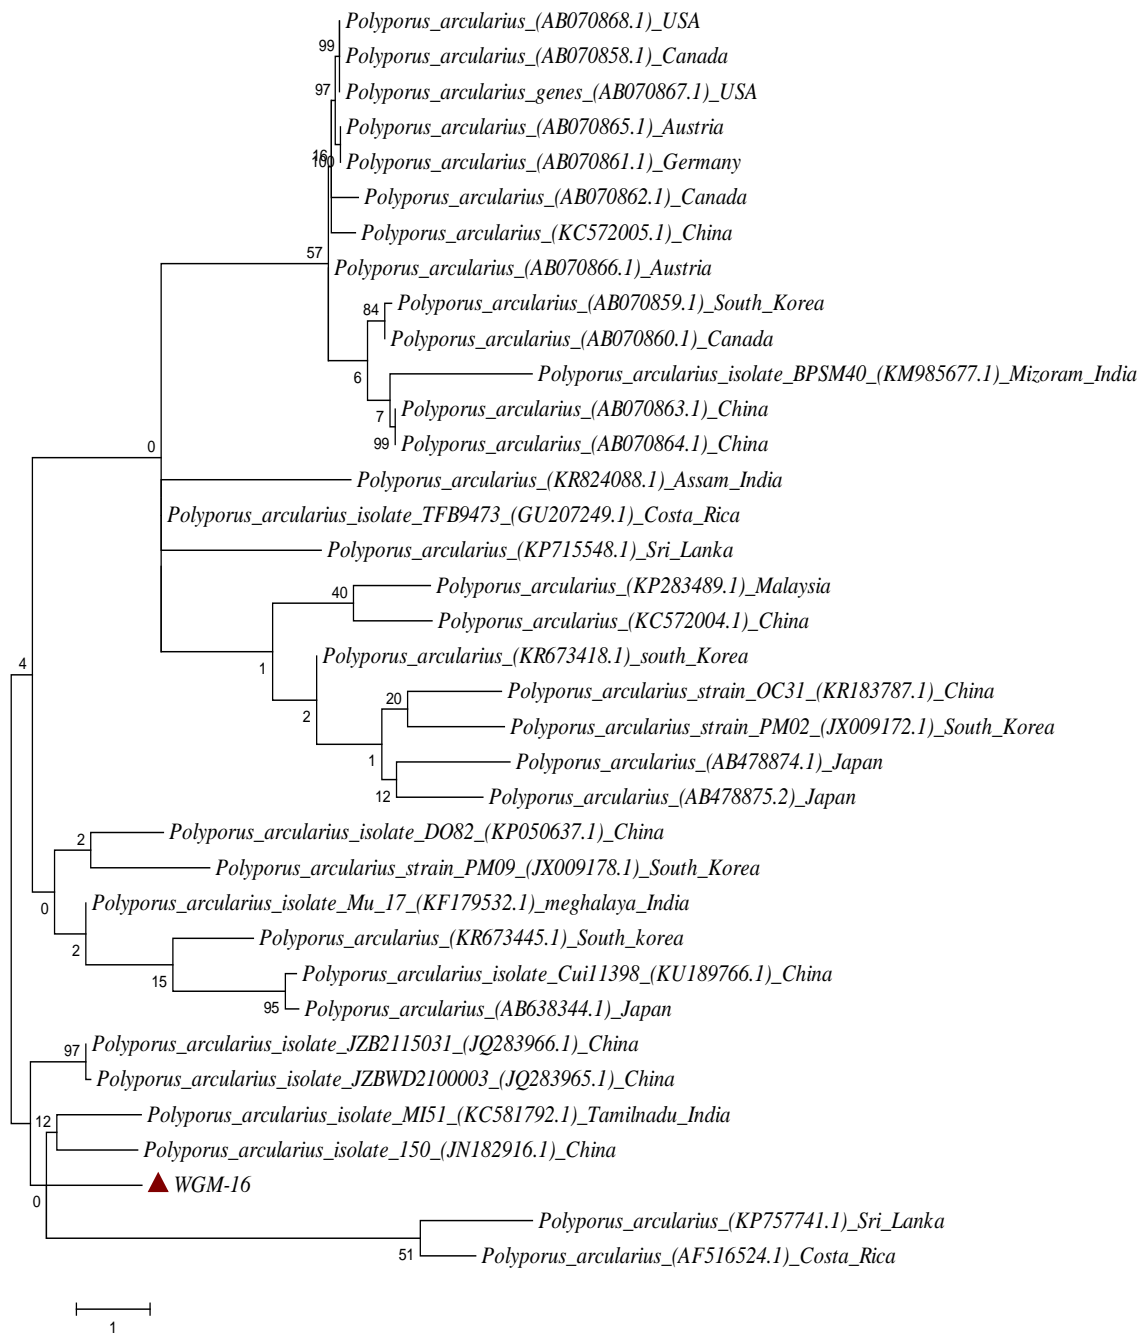 Polyporus_arcularius_(AB070868.1)_USA
99
Polyporus_arcularius_(AB070858.1)_Canada
97
Polyporus_arcularius_genes_(AB070867.1)_USA
Polyporus_arcularius_(AB070865.1)_Austria
16
100
Polyporus_arcularius_(AB070861.1)_Germany
Polyporus_arcularius_(AB070862.1)_Canada
Polyporus_arcularius_(KC572005.1)_China
57
Polyporus_arcularius_(AB070866.1)_Austria
Polyporus_arcularius_(AB070859.1)_South_Korea
84
Polyporus_arcularius_(AB070860.1)_Canada
6
Polyporus_arcularius_isolate_BPSM40_(KM985677.1)_Mizoram_India
Polyporus_arcularius_(AB070863.1)_China
7
99
Polyporus_arcularius_(AB070864.1)_China
0
Polyporus_arcularius_(KR824088.1)_Assam_India
Polyporus_arcularius_isolate_TFB9473_(GU207249.1)_Costa_Rica
Polyporus_arcularius_(KP715548.1)_Sri_Lanka
Polyporus_arcularius_(KP283489.1)_Malaysia
40
Polyporus_arcularius_(KC572004.1)_China
Polyporus_arcularius_(KR673418.1)_south_Korea
4
1
Polyporus_arcularius_strain_OC31_(KR183787.1)_China
20
2
Polyporus_arcularius_strain_PM02_(JX009172.1)_South_Korea
Polyporus_arcularius_(AB478874.1)_Japan
1
12
Polyporus_arcularius_(AB478875.2)_Japan
Polyporus_arcularius_isolate_DO82_(KP050637.1)_China
2
Polyporus_arcularius_strain_PM09_(JX009178.1)_South_Korea
Polyporus_arcularius_isolate_Mu_17_(KF179532.1)_meghalaya_India
0
Polyporus_arcularius_(KR673445.1)_South_korea
2
Polyporus_arcularius_isolate_Cui11398_(KU189766.1)_China
15
95
Polyporus_arcularius_(AB638344.1)_Japan
Polyporus_arcularius_isolate_JZB2115031_(JQ283966.1)_China
97
Polyporus_arcularius_isolate_JZBWD2100003_(JQ283965.1)_China
Polyporus_arcularius_isolate_MI51_(KC581792.1)_Tamilnadu_India
12
Polyporus_arcularius_isolate_150_(JN182916.1)_China
WGM-16
0
Polyporus_arcularius_(KP757741.1)_Sri_Lanka
51
Polyporus_arcularius_(AF516524.1)_Costa_Rica
1